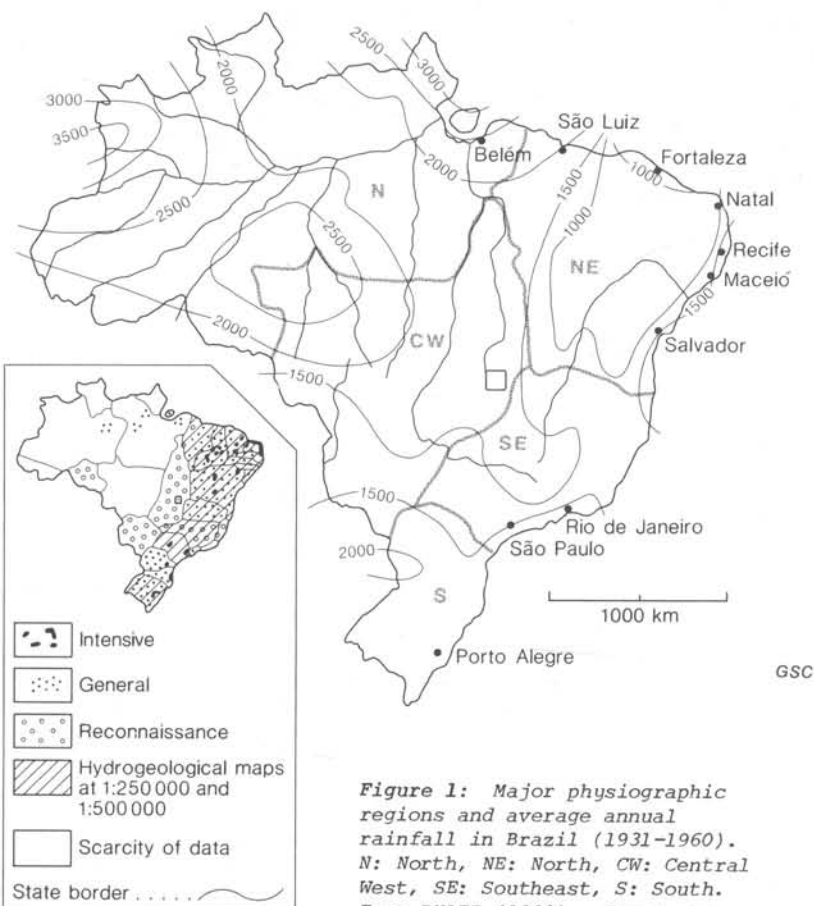 2500
2000
3000
3000
3500
2500
2000
São Luiz
Belém
Fortaleza
1500
1000
1000
Natal
N
2500
NE
Recife
Maceió
1500
2000
CW
Salvador
1500
SE
1500
Rio de Janeiro
São Paulo
2000
S
1000 km
Porto Alegre
GSC
Intensive
General
Reconnaissance
Hydrogeological maps
at 1:250 000 and
1:500 000
Scarcity of data
State border . . . . .
Figure 1: Major physiographic
regions and average annual
rainfall in Brazil (1931-1960).
N: North, NE: North, CW: Central
West, SE: Southeast, S: South.